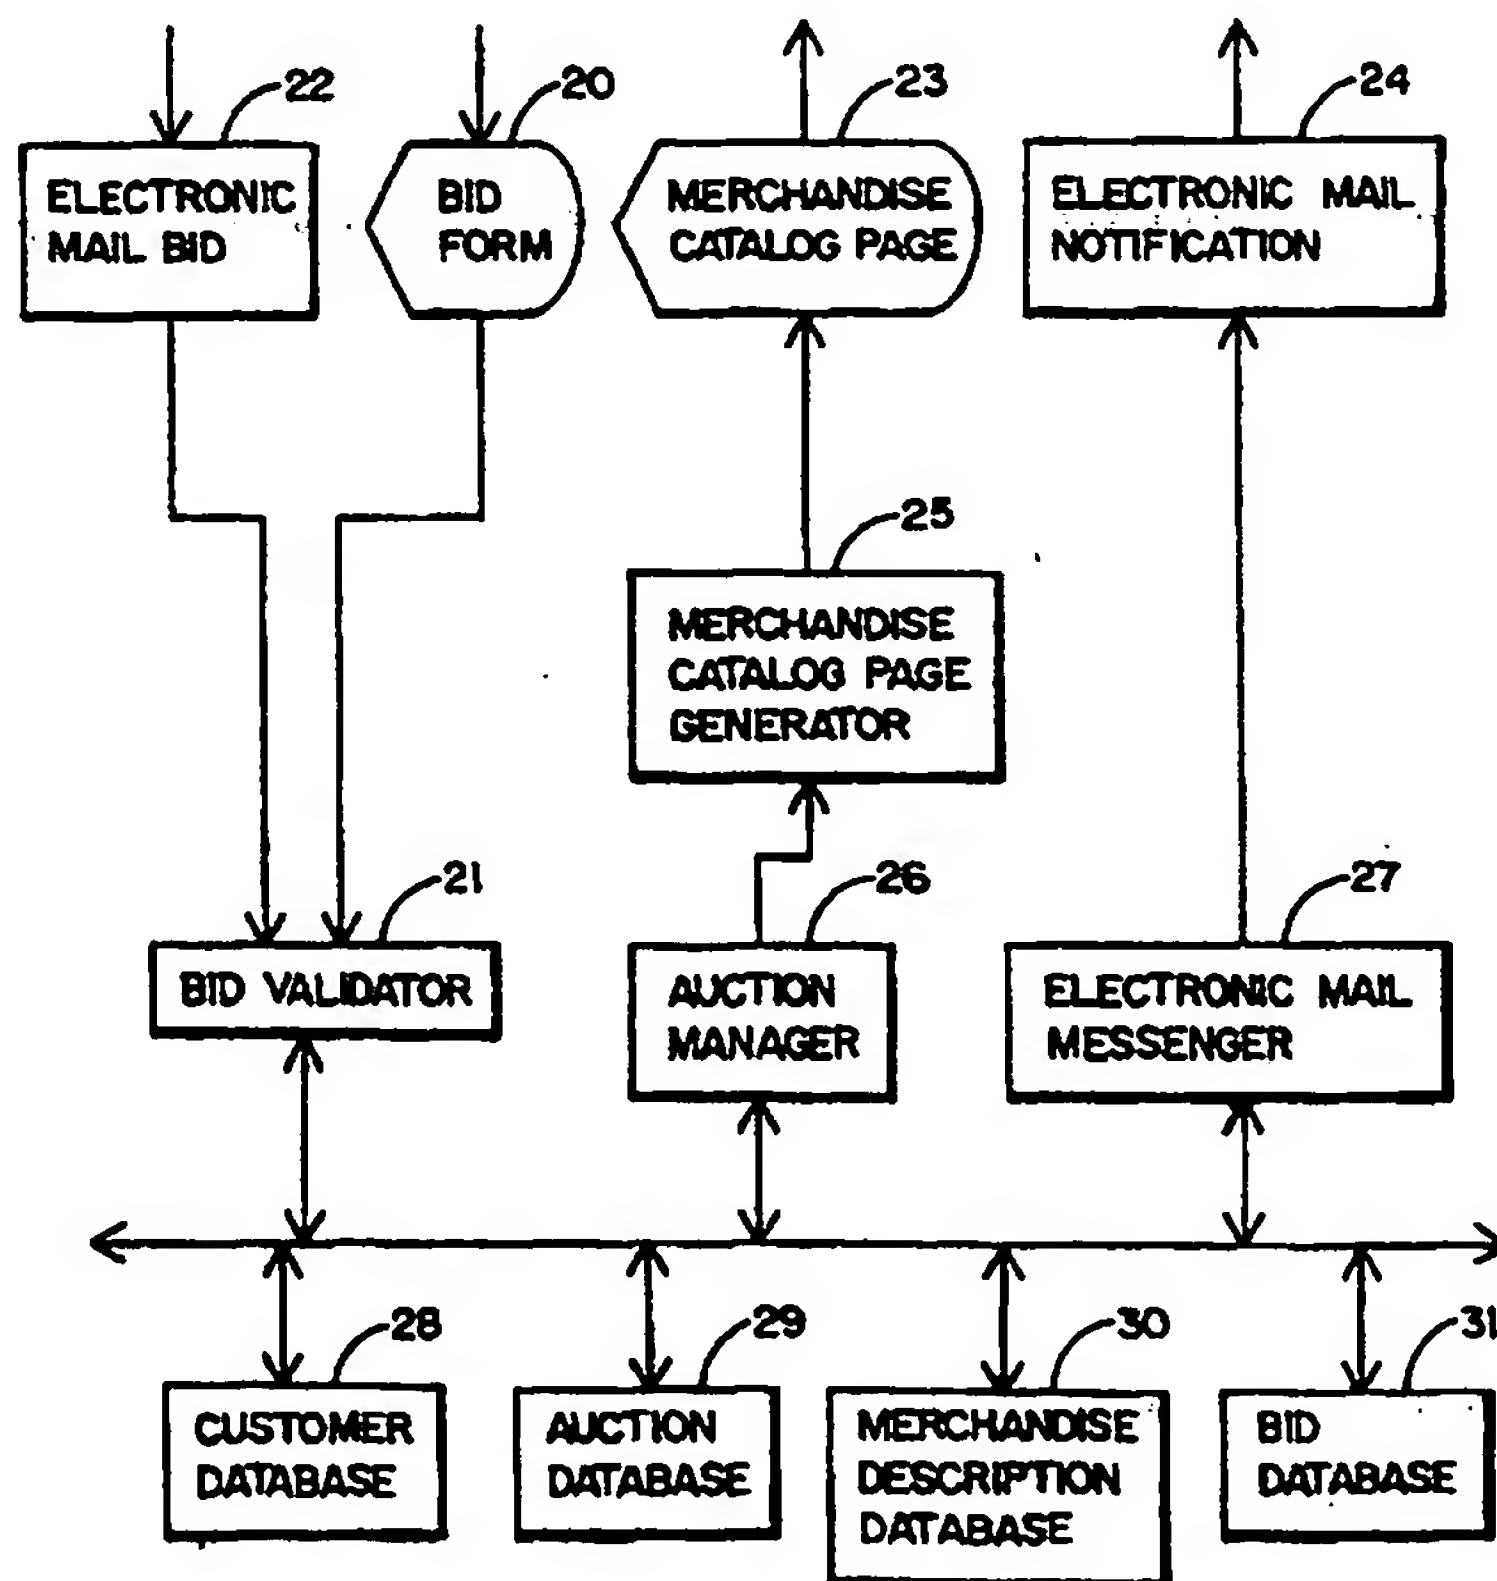 22
20
23
24
ELECTRONIC
MAIL BID
BID
FORM
MERCHANDISE
CATALOG PAGE
ELECTRONIC MAIL
NOTIFICATION
25
MERCHANDISE
CATALOG PAGE
GENERATOR
21
26
27
BID VALIDATOR
AUCTION
MANAGER
ELECTRONIC MAIL
MESSENGER
28
29
30
31
CUSTOMER
DATABASE
AUCTION
DATABASE
MERCHANDISE
DESCRIPTION
DATABASE
BID
DATABASE